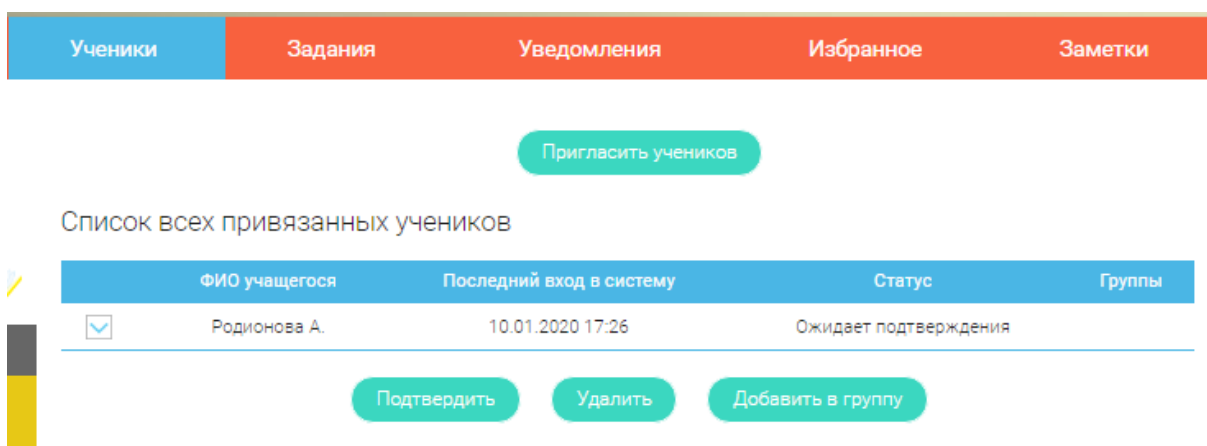 Ученики Задания Уведомления Избранное Заметки
Пригласить учеников
Список всех привязанных учеников
ФИО учащегося Последний вход в систему Статус Группы
Родионова А. 10.01.2020 17:26 Ожидает подтверждения
Подтвердить Удалить Добавить в группу